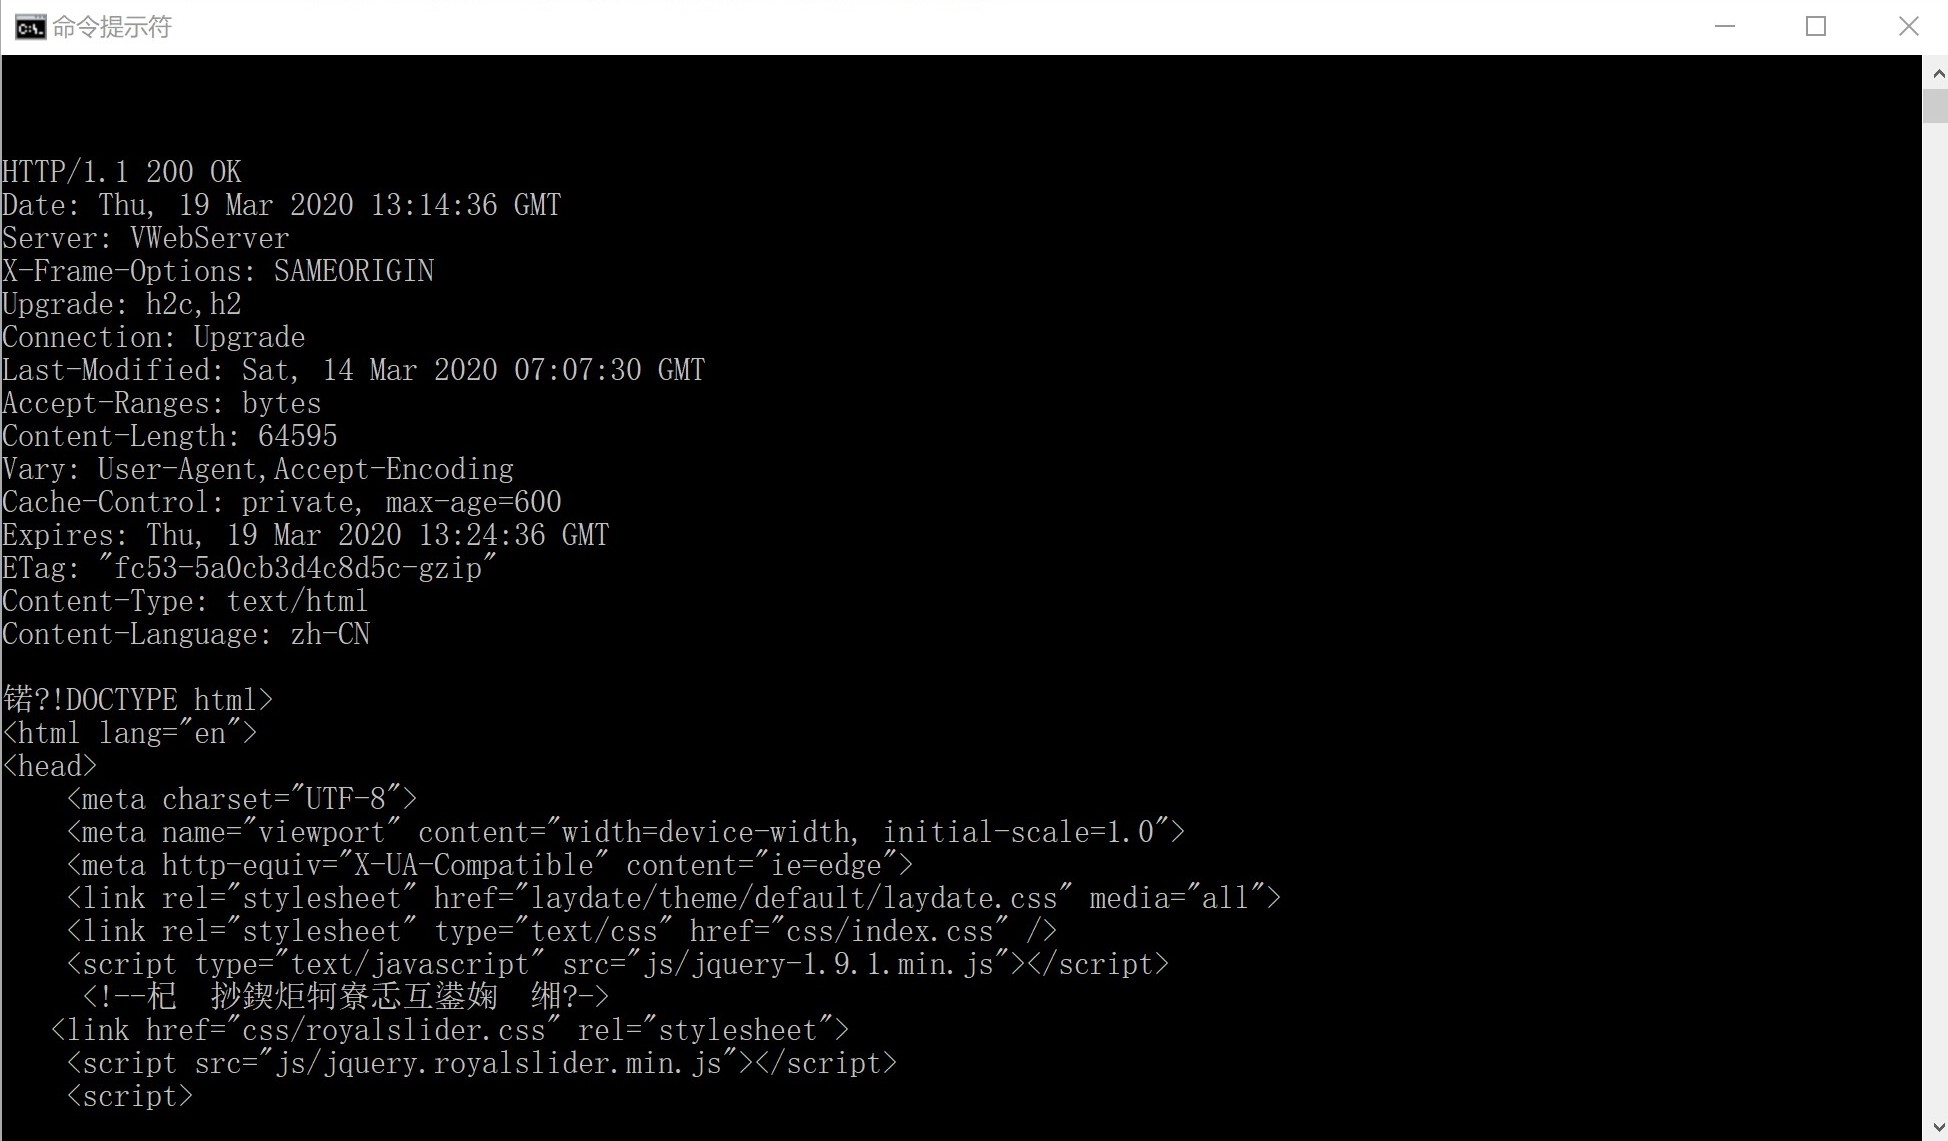 命令提示符
HTTP/1.1 200 OK
Date: Thu, 19 Mar 2020 13:14:36 GMT
Server: VWebServer
X-Frame-Options: SAMEORIGIN
Upgrade: h2c,h2
Connection: Upgrade
Last-Modified: Sat, 14 Mar 2020 07:07:30 GMT
Accept-Ranges: bytes
Content-Length: 64595
Vary: User-Agent,Accept-Encoding
Cache-Control: private, max-age=600
Expires: Thu, 19 Mar 2020 13:24:36 GMT
ETag: "fc53-5a0cb3d4c8d5c-gzip"
Content-Type: text/html
Content-Language: zh-CN
锘?!DOCTYPE html>
<html lang="en">
<head>
    <meta charset="UTF-8">
    <meta name="viewport" content="width=device-width, initial-scale=1.0">
    <meta http-equiv="X-UA-Compatible" content="ie=edge">
    <link rel="stylesheet" href="laydate/theme/default/laydate.css" media="all">
    <link rel="stylesheet" type="text/css" href="css/index.css" />
    <script type="text/javascript" src="js/jquery-1.9.1.min.js"></script>
     <!--杞  挱鍥炬牱寮忎互鍙婅  缃?->
   <link href="css/royalslider.css" rel="stylesheet">
    <script src="js/jquery.royalslider.min.js"></script>
    <script>